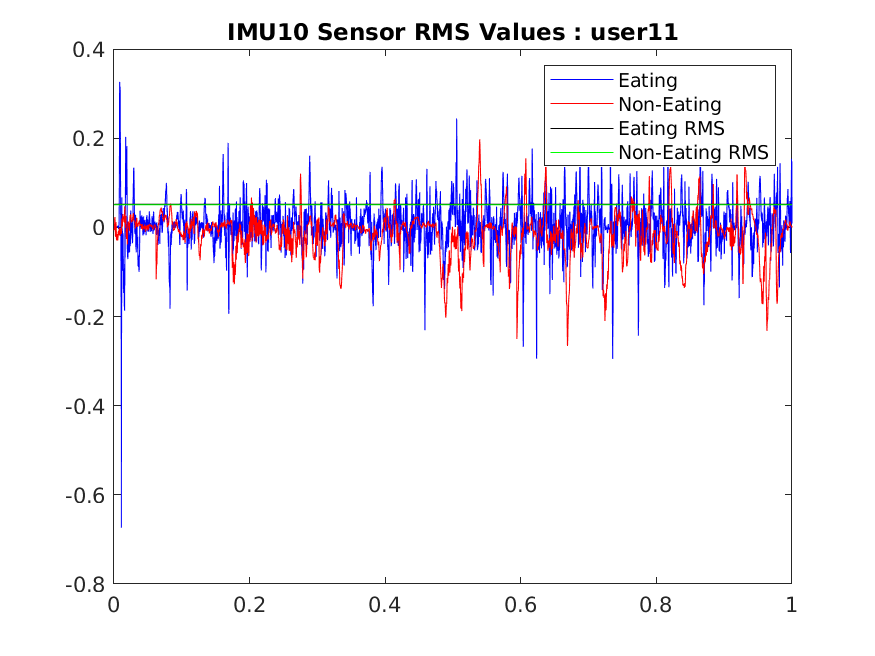 IMU10 Sensor RMS Values : user11
0.4
0.2
0
-0.2
-0.4
-0.6
-0.8
0
0.2
0.4
0.6
0.8
1
Eating
Non-Eating
Eating RMS
Non-Eating RMS